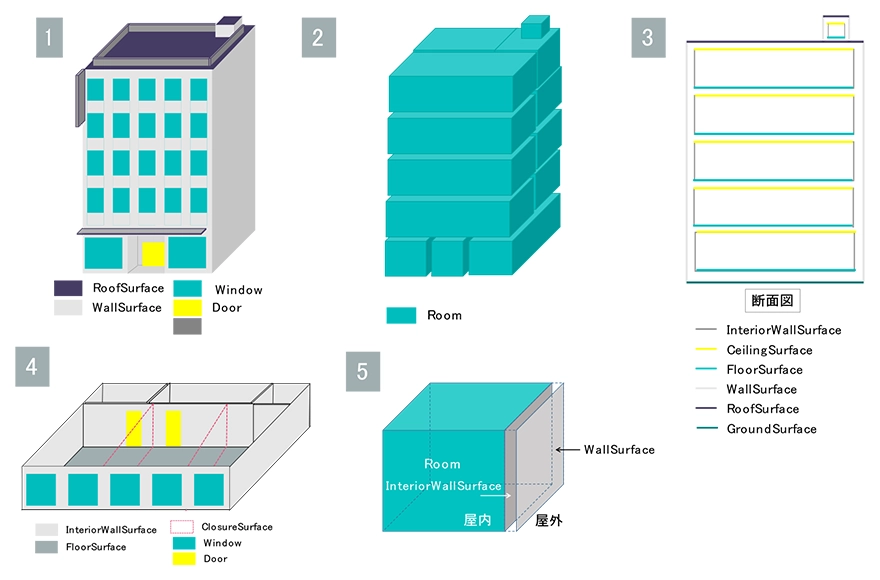 1
2
3
RoofSurface
Window
WallSurface
Door
Room
断面図
InteriorWallSurface
CeilingSurface
FloorSurface
WallSurface
RoofSurface
GroundSurface
4
InteriorWallSurface
ClosureSurface
FloorSurface
Window
Door
5
Room
WallSurface
InteriorWallSurface
屋内
屋外